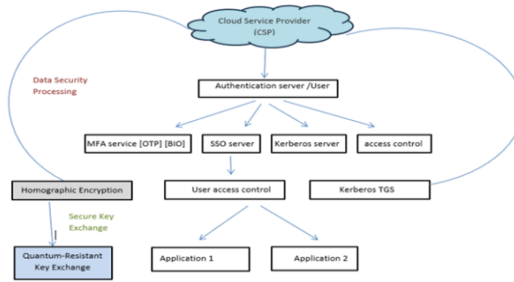 Cloud Service Provider
(CSP)
Data Security
Processing
Authentication server /User
MFA service [OTP] [BIO]
SSO server
Kerberos server
access control
Homographic Encryption
User access control
Kerberos TGS
Secure Key
Exchange
Quantum-Resistant
Key Exchange
Application 1
Application 2